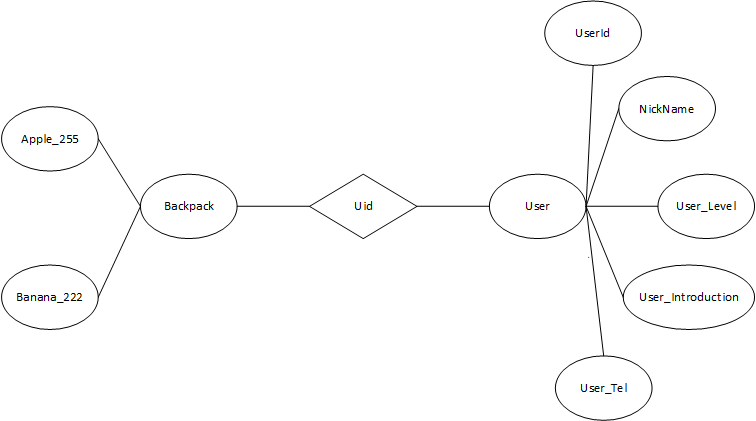 UserId
NickName
Apple_255
Backpack
Uid
User
User_Level
Banana_222
User_Introduction
User_Tel